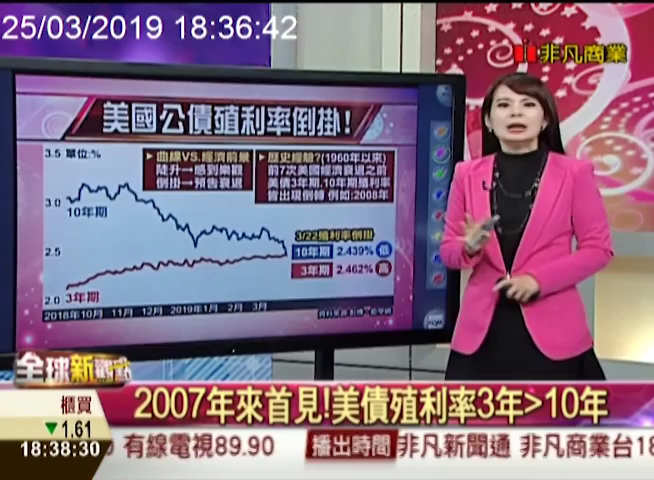 25/03/2019 18:36:42
非凡商業
美國公債殖利率倒掛!
3.5 單位:%
▶曲線VS.經濟前景
陡升→感到樂觀
倒掛→預告衰退
▶歷史經驗?(1960年以來)
前7次美國經濟衰退之前
美債3年期,10年期殖利率
皆出現倒轉 例如:2008年
3.0
10年期
3/22殖利率倒掛
10年期 2.439% 低
3年期 2.462% 高
2.5
3年期
2.0
2018年10月 11月 12月 2019年1月 2月 3月
全球新觀點
2007年來首見!美債殖利率3年>10年
櫃買
▼1.61
18:38:30
有線電視89.90 播出時間 非凡新聞通 非凡商業台18